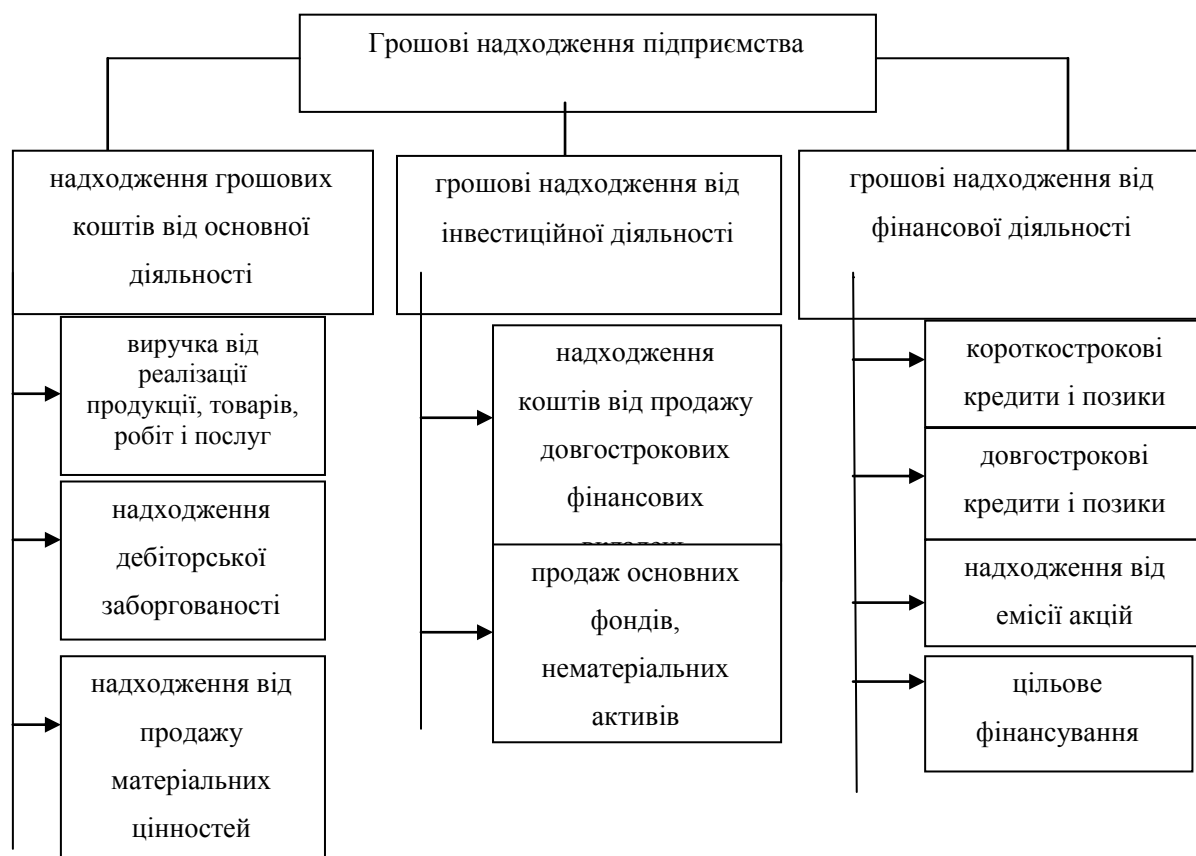 Грошові надходження підприємства
надходження грошових
коштів від основної
діяльності
виручка від
реалізації
продукції, товарів,
робіт і послуг
надходження
дебіторської
заборгованості
надходження від
продажу
матеріальних
цінностей
грошові надходження від
інвестиційної діяльності
надходження
коштів від продажу
довгострокових
фінансових
продаж основних
фондів,
нематеріальних
активів
грошові надходження від
фінансової діяльності
короткострокові
кредити і позики
довгострокові
кредити і позики
надходження від
емісії акцій
цільове
фінансування